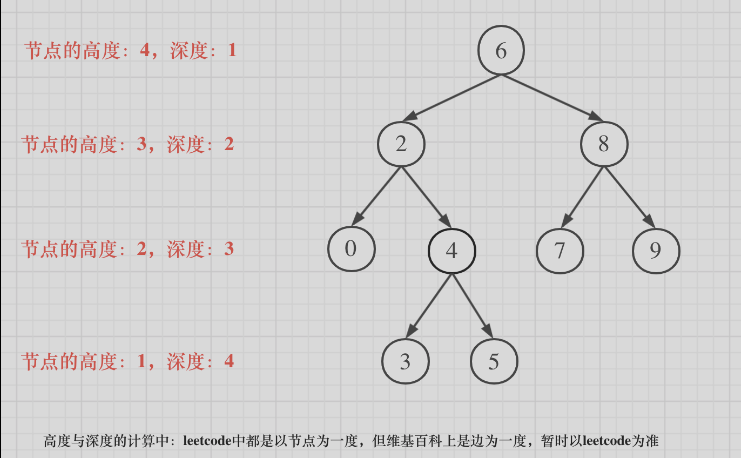 节点的高度：4，深度：1
6
节点的高度：3，深度：2
2
8
节点的高度：2，深度：3
0
4
7
9
节点的高度：1，深度：4
3
5
高度与深度的计算中：leetcode中都是以节点为一度，但维基百科上是边为一度，暂时以leetcode为准